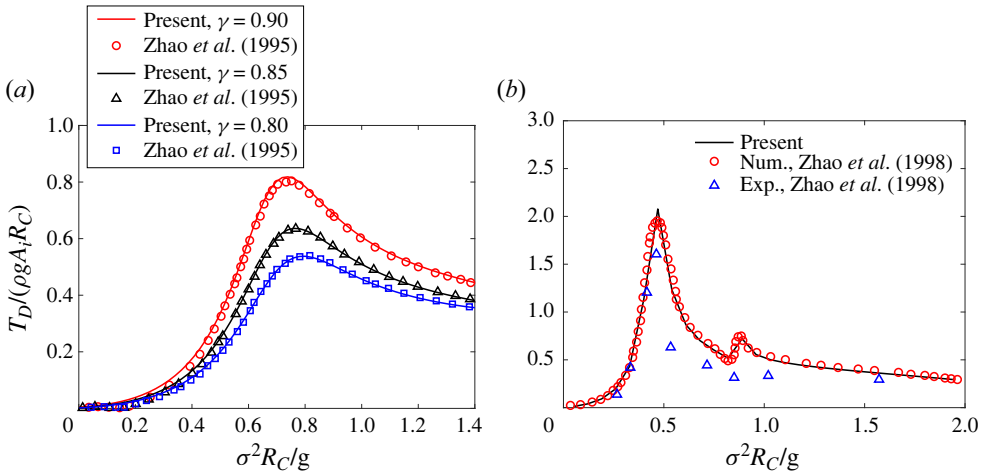 Present, γ = 0.90
Zhao et al. (1995)
Present, γ = 0.85
Zhao et al. (1995)
Present, γ = 0.80
Zhao et al. (1995)
(a)
1.0
0.8
0.6
0.4
0.2
0
0.2
0.4
0.6
0.8
1.0
1.2
1.4
T_D/(ρgA_iR_C)
σ²R_C/g
(b)
3.0
2.5
2.0
1.5
1.0
0.5
0
0.5
1.0
1.5
2.0
Present
Num., Zhao et al. (1998)
Exp., Zhao et al. (1998)
σ²R_C/g